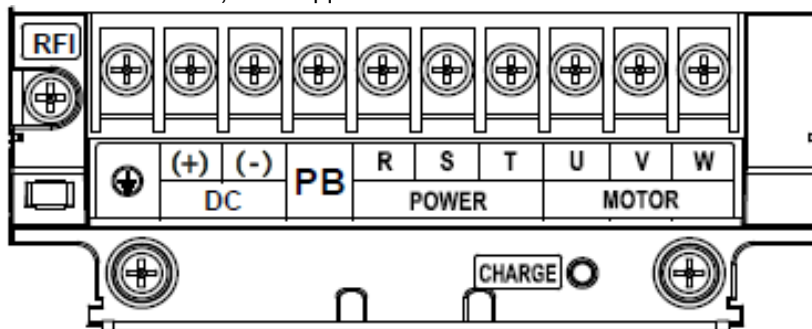 RFI
(+) (-) PB R S T U V W
DC POWER MOTOR
CHARGE